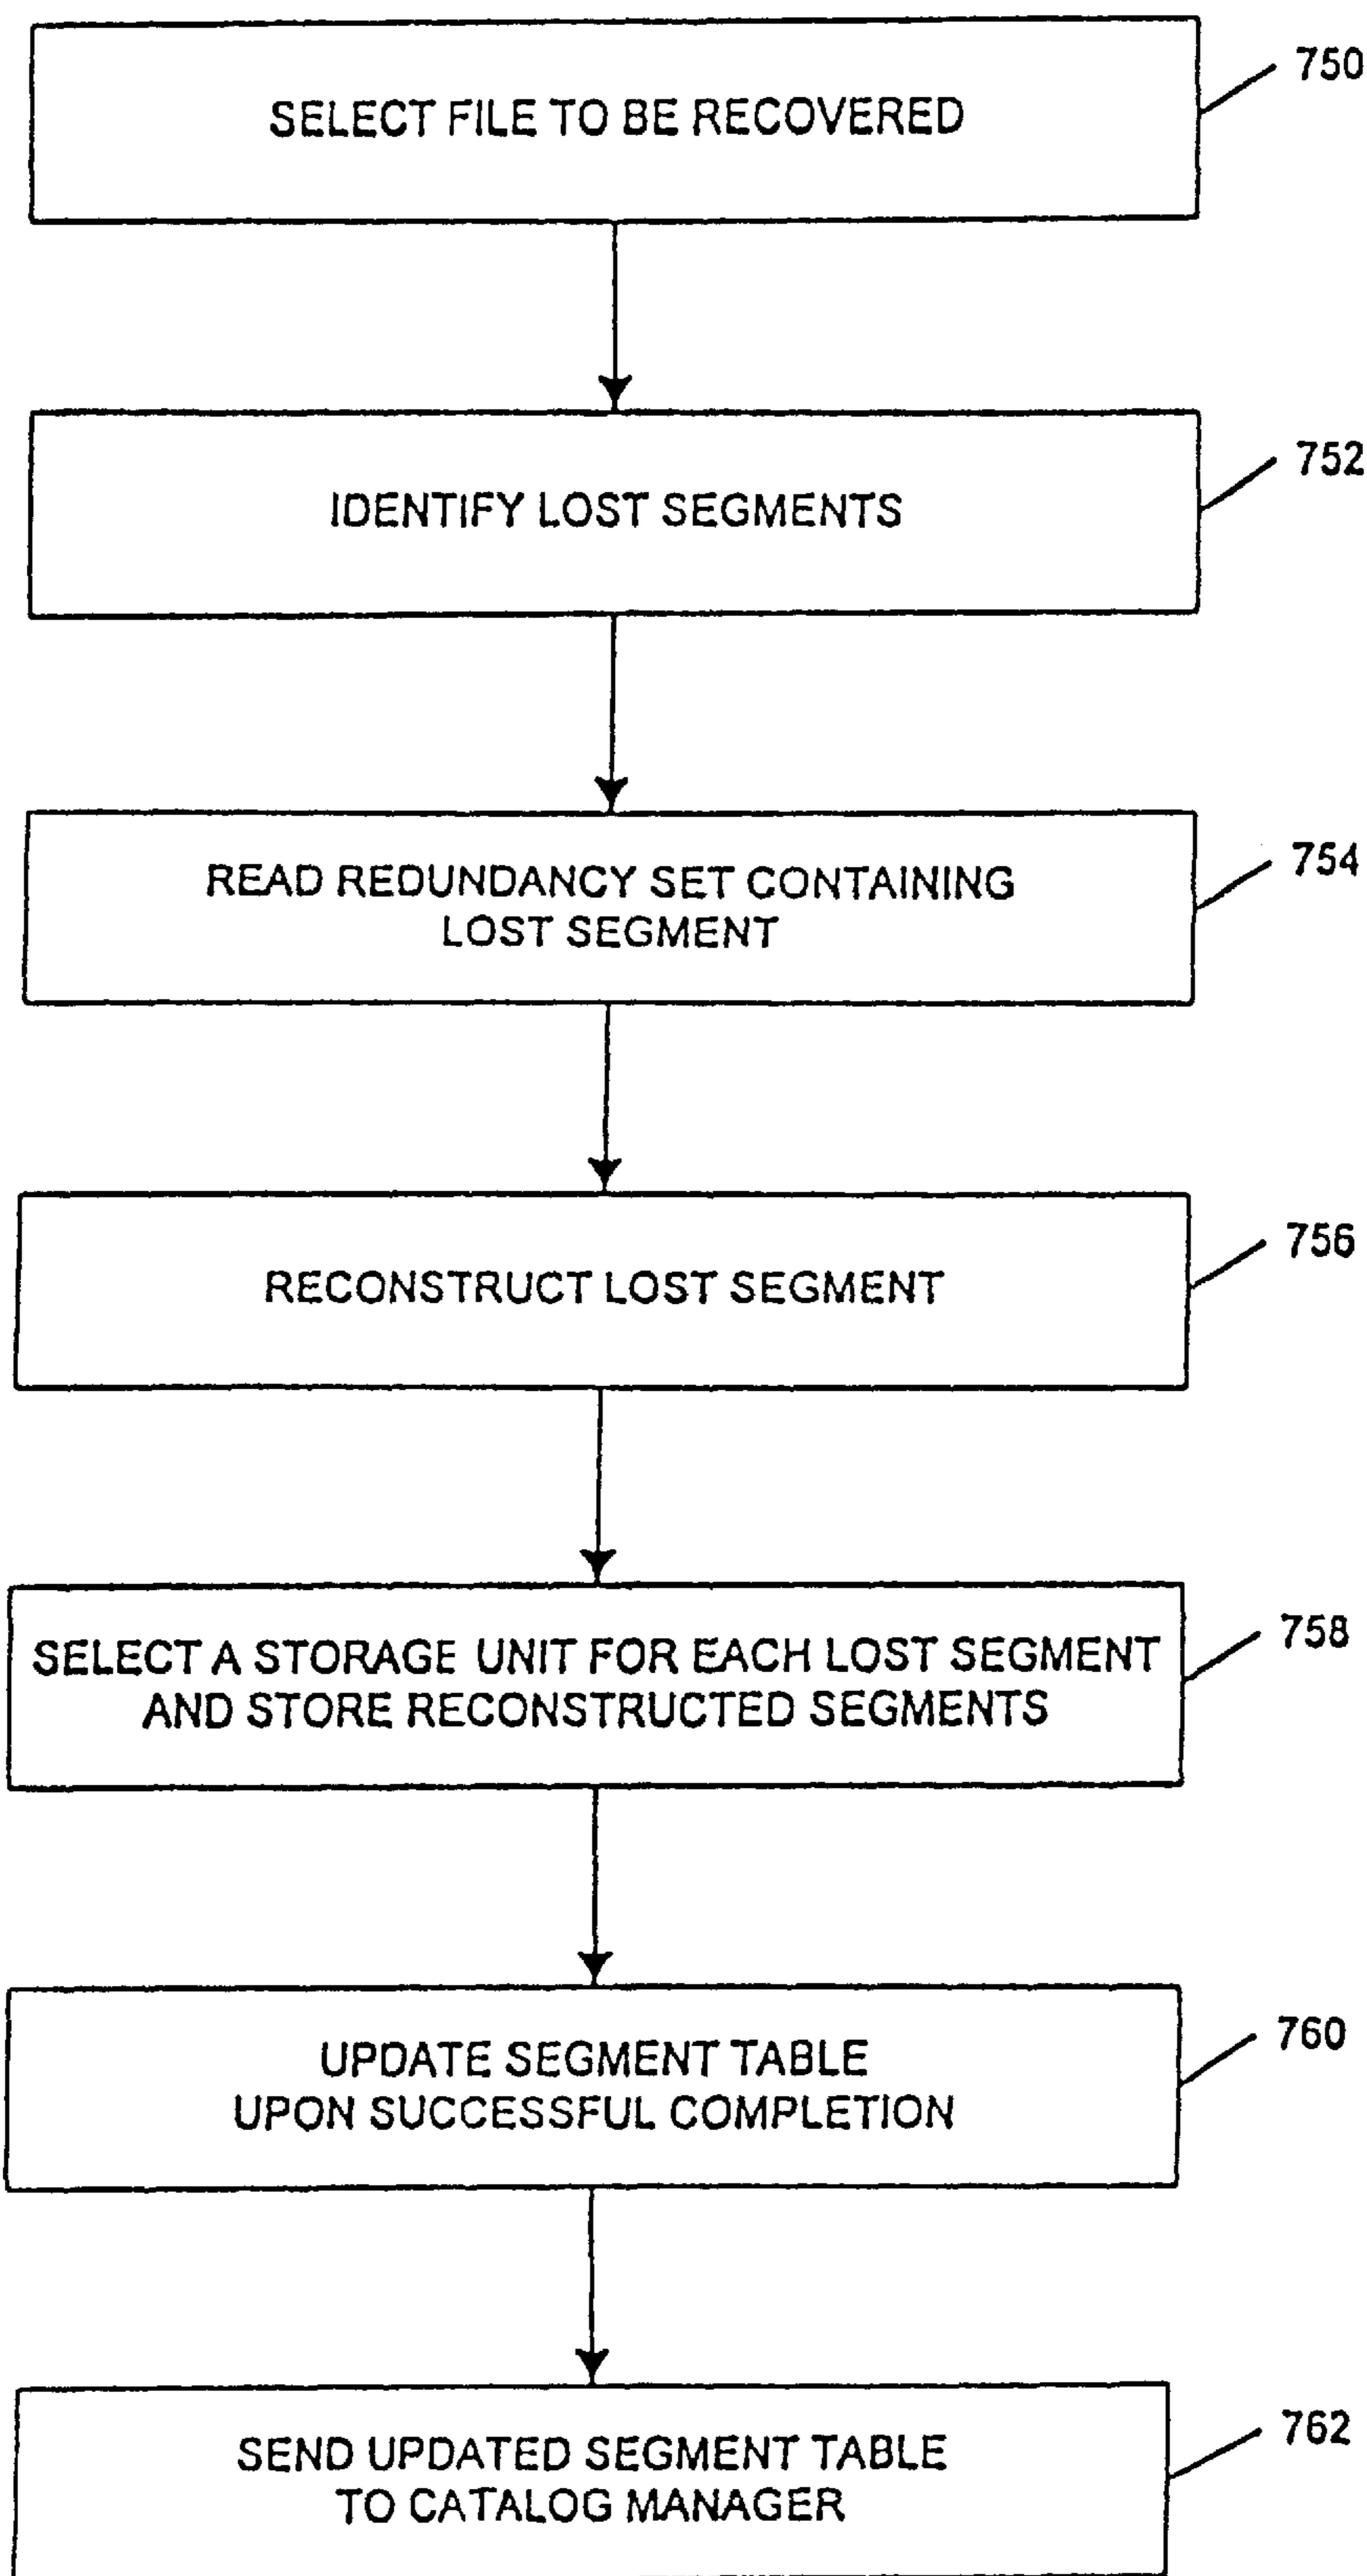 SELECT FILE TO BE RECOVERED
750
IDENTIFY LOST SEGMENTS
752
READ REDUNDANCY SET CONTAINING
LOST SEGMENT
754
RECONSTRUCT LOST SEGMENT
756
SELECT A STORAGE UNIT FOR EACH LOST SEGMENT
AND STORE RECONSTRUCTED SEGMENTS
758
UPDATE SEGMENT TABLE
UPON SUCCESSFUL COMPLETION
760
SEND UPDATED SEGMENT TABLE
TO CATALOG MANAGER
762